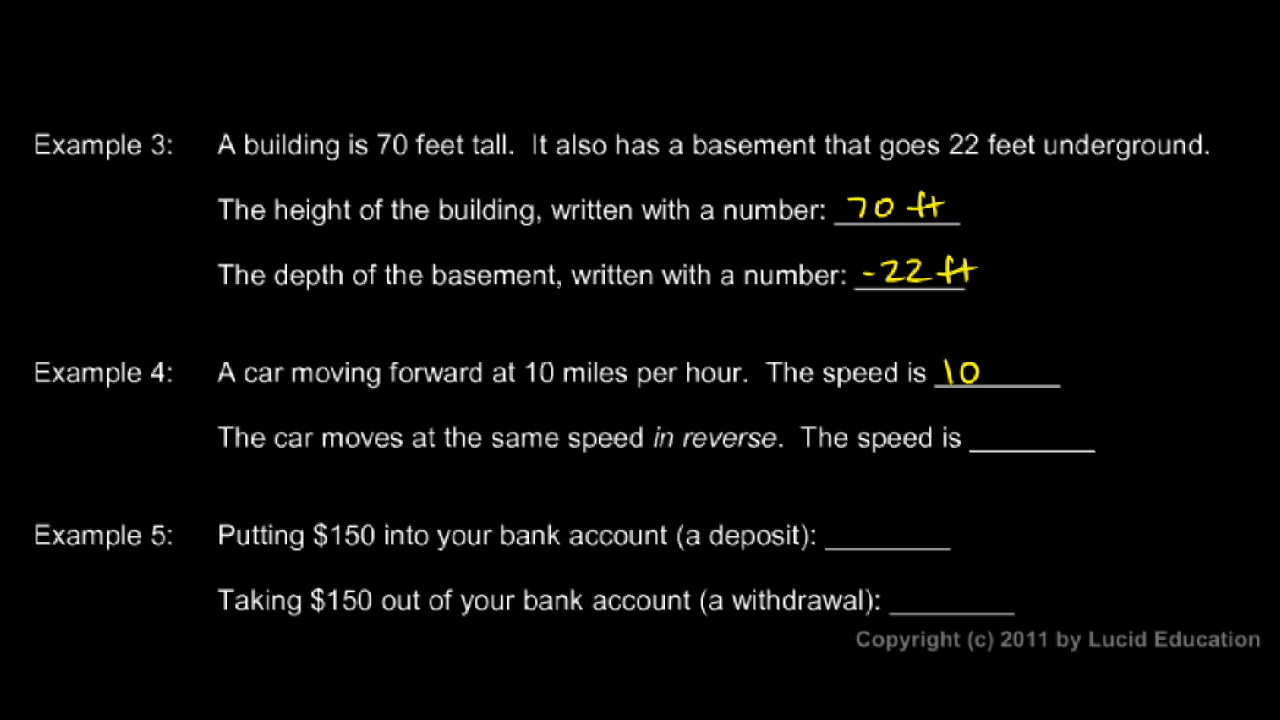 Example 3: A building is 70 feet tall. It also has a basement that goes 22 feet underground.
The height of the building, written with a number: 70 ft
The depth of the basement, written with a number: -22 ft
Example 4: A car moving forward at 10 miles per hour. The speed is 10
The car moves at the same speed in reverse. The speed is ________
Example 5: Putting $150 into your bank account (a deposit): ________
Taking $150 out of your bank account (a withdrawal): ________
Copyright (c) 2011 by Lucid Education